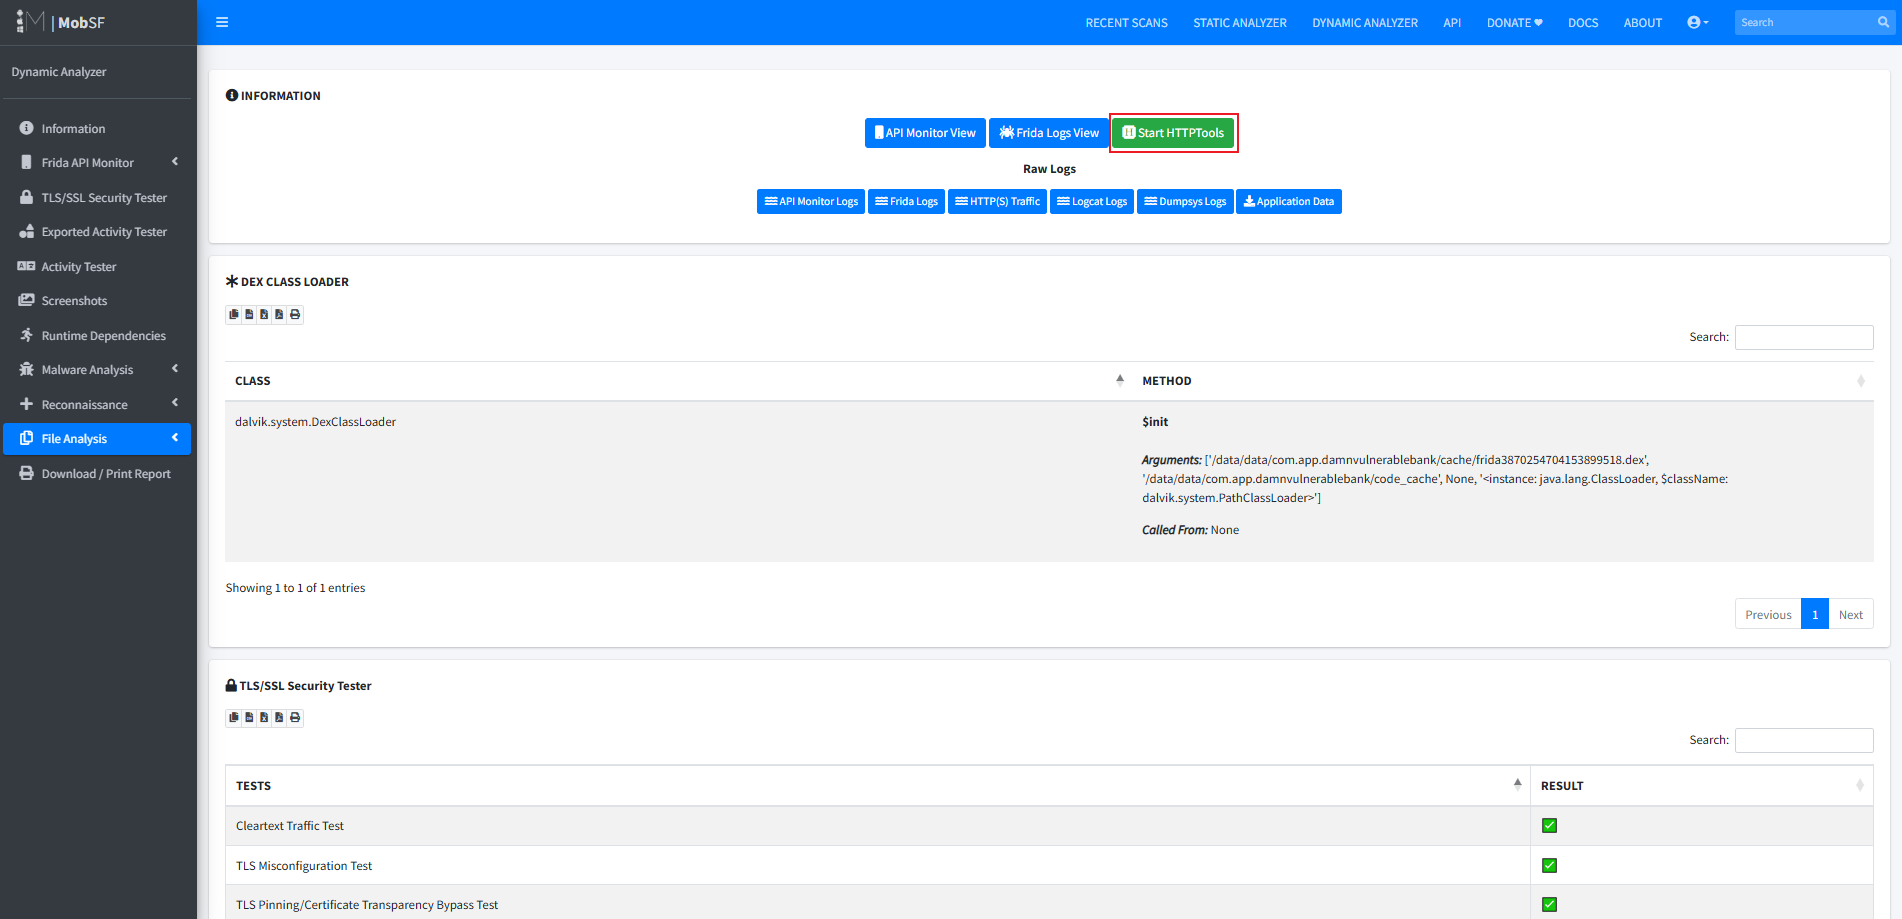 M | MobSF
RECENT SCANS STATIC ANALYZER DYNAMIC ANALYZER API DONATE DOCS ABOUT Search
Dynamic Analyzer
Information
Frida API Monitor
TLS/SSL Security Tester
Exported Activity Tester
Activity Tester
Screenshots
Runtime Dependencies
Malware Analysis
Reconnaissance
File Analysis
Download / Print Report
INFORMATION
API Monitor View Frida Logs View Start HTTPTools
Raw Logs
API Monitor Logs Frida Logs HTTP(S) Traffic Logcat Logs Dumpsys Logs Application Data
DEX CLASS LOADER
Search:
CLASS METHOD
dalvik.system.DexClassLoader $init
Arguments: ['/data/data/com.app.damnvulnerablebank/cache/frida3870254704153899518.dex',
'/data/data/com.app.damnvulnerablebank/code_cache', None, '<instance: java.lang.ClassLoader, $className:
dalvik.system.PathClassLoader>']
Called From: None
Showing 1 to 1 of 1 entries
Previous 1 Next
TLS/SSL Security Tester
Search:
TESTS RESULT
Cleartext Traffic Test
TLS Misconfiguration Test
TLS Pinning/Certificate Transparency Bypass Test